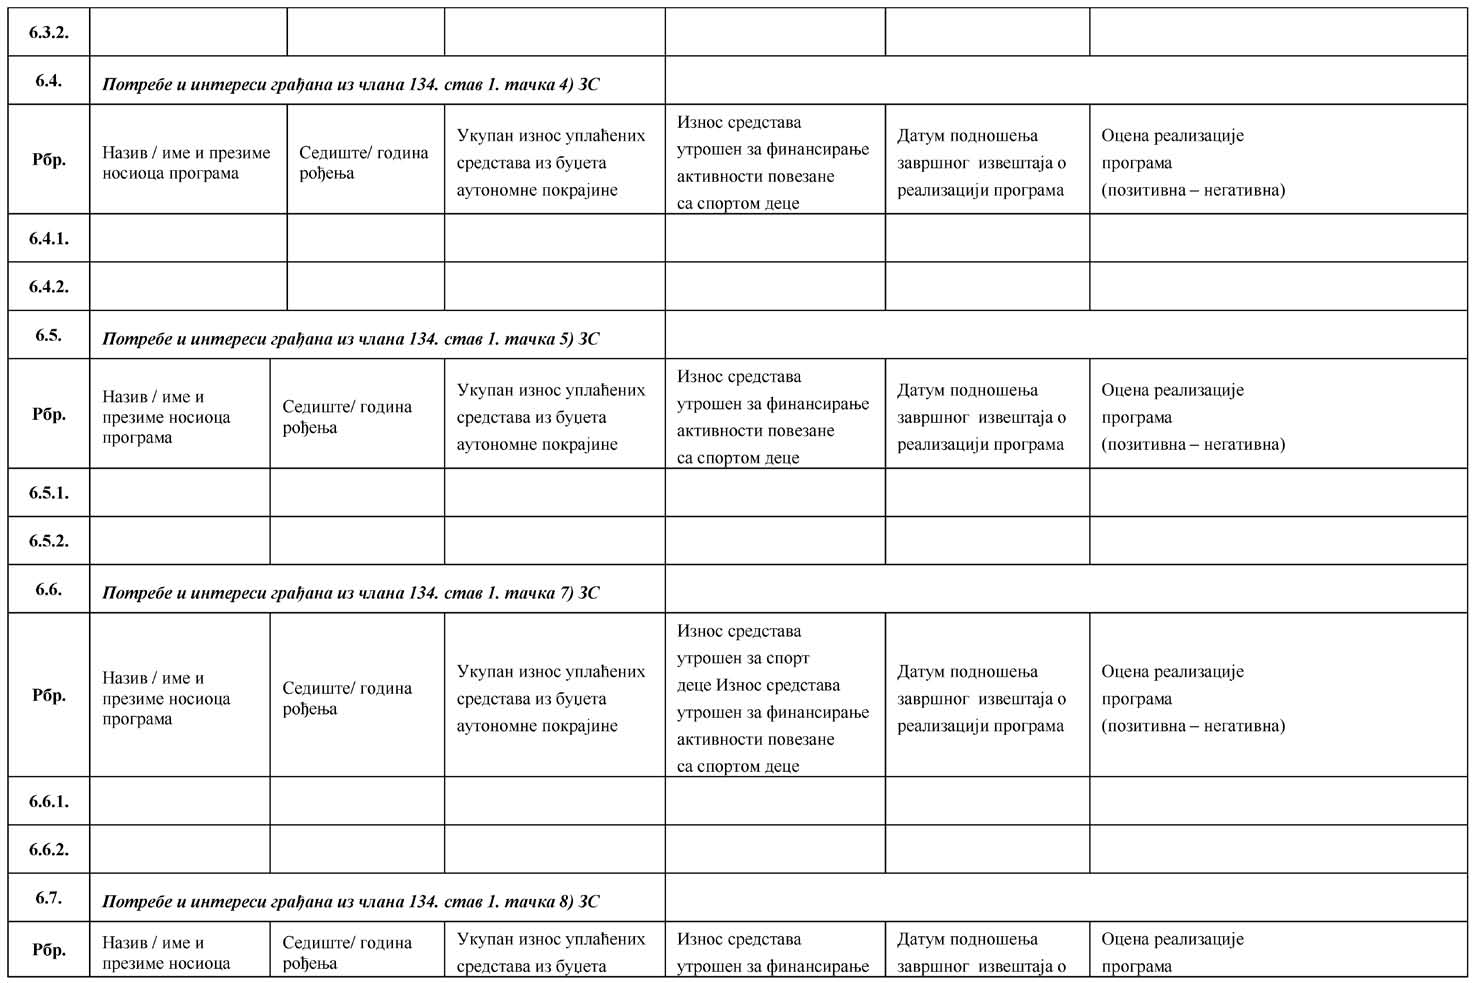 6.3.2.
6.4.
Потребе и интереси грађана из члана 134. став 1. тачка 4) ЗС
Рбр.
Назив / име и презиме
носиоца програма
Седиште/ година
рођења
Укупан износ уплаћених
средстава из буџета
аутономне покрајине
Износ средстава
утрошен за финансирање
активности повезане
са спортом деце
Датум подношења
завршног извештаја о
реализацији програма
Оцена реализације
програма
(позитивна – негативна)
6.4.1.
6.4.2.
6.5.
Потребе и интереси грађана из члана 134. став 1. тачка 5) ЗС
Рбр.
Назив / име и
презиме носиоца
програма
Седиште/ година
рођења
Укупан износ уплаћених
средстава из буџета
аутономне покрајине
Износ средстава
утрошен за финансирање
активности повезане
са спортом деце
Датум подношења
завршног извештаја о
реализацији програма
Оцена реализације
програма
(позитивна – негативна)
6.5.1.
6.5.2.
6.6.
Потребе и интереси грађана из члана 134. став 1. тачка 7) ЗС
Рбр.
Назив / име и
презиме носиоца
програма
Седиште/ година
рођења
Укупан износ уплаћених
средстава из буџета
аутономне покрајине
Износ средстава
утрошен за спорт
деце Износ средстава
утрошен за финансирање
активности повезане
са спортом деце
Датум подношења
завршног извештаја о
реализацији програма
Оцена реализације
програма
(позитивна – негативна)
6.6.1.
6.6.2.
6.7.
Потребе и интереси грађана из члана 134. став 1. тачка 8) ЗС
Рбр.
Назив / име и
презиме носиоца
Седиште/ година
рођења
Укупан износ уплаћених
средстава из буџета
Износ средстава
утрошен за финансирање
Датум подношења
завршног извештаја о
Оцена реализације
програма